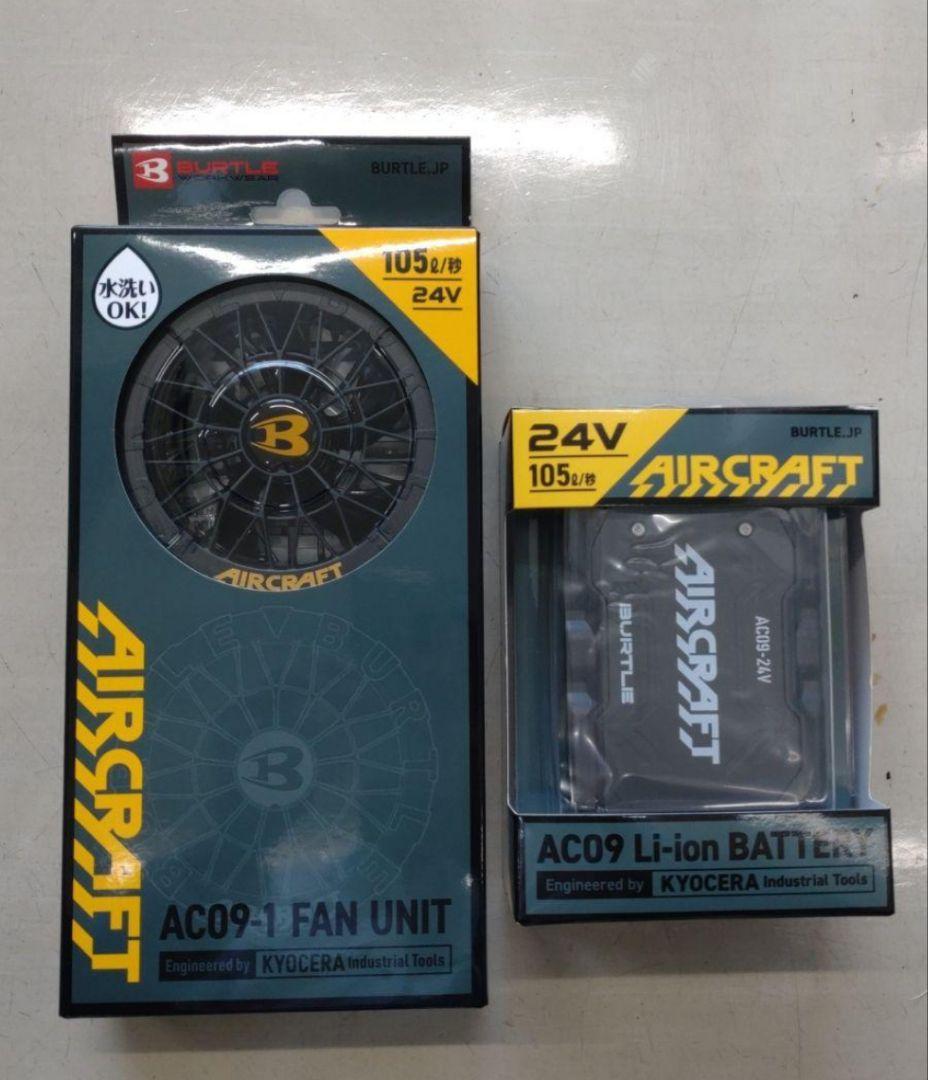 BURTLE
WORKWEAR
BURTLE.JP
水洗い
OK!
105ℓ/秒
24V
B
AIRCRAFT
AIRCRAFT
B
AC09-1 FAN UNIT
Engineered by KYOCERA Industrial Tools
24V
105ℓ/秒
BURTLE.JP
AIRCRAFT
AC09-24V
AIRCRAFT
BURTLE
AC09 Li-ion BATTERY
Engineered by KYOCERA Industrial Tools